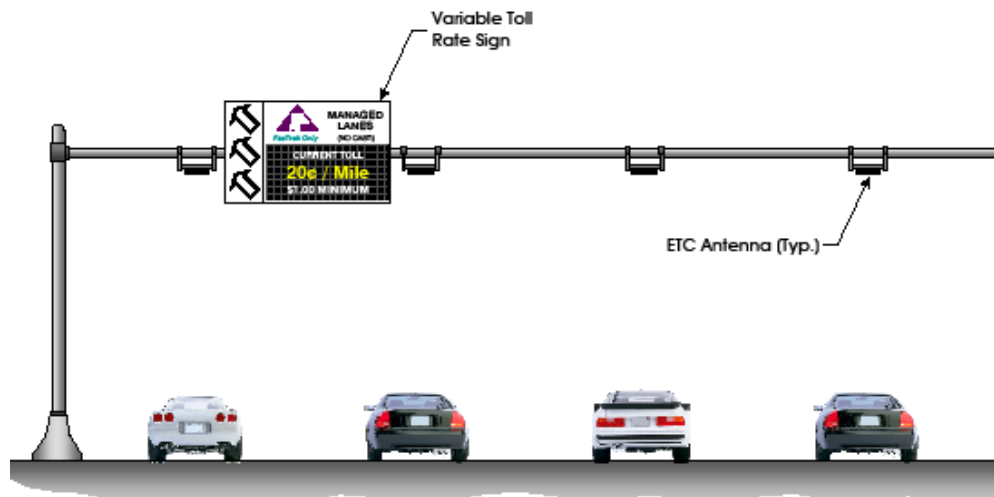 Variable Toll
Rate Sign
MANAGED
LANES
FasTrak Only
(NO CASH)
CURRENT TOLL
20¢ / Mile
$1.00 MINIMUM
ETC Antenna (Typ.)